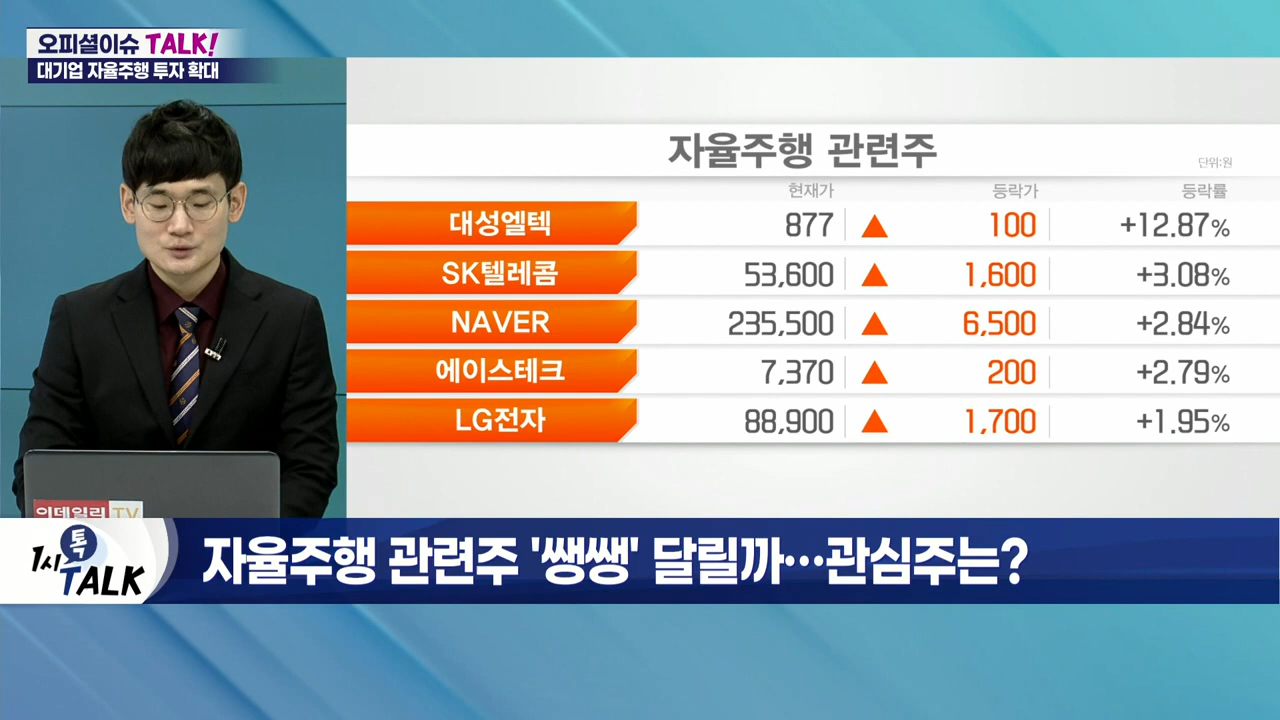 오피셜이슈 TALK!
대기업 자율주행 투자 확대
자율주행 관련주
단위:원
현재가 등락가 등락률
대성엘텍 877 ▲ 100 +12.87%
SK텔레콤 53,600 ▲ 1,600 +3.08%
NAVER 235,500 ▲ 6,500 +2.84%
에이스테크 7,370 ▲ 200 +2.79%
LG전자 88,900 ▲ 1,700 +1.95%
이데일리 TV
1시 톡 TALK
자율주행 관련주 '쌩쌩' 달릴까…관심주는?